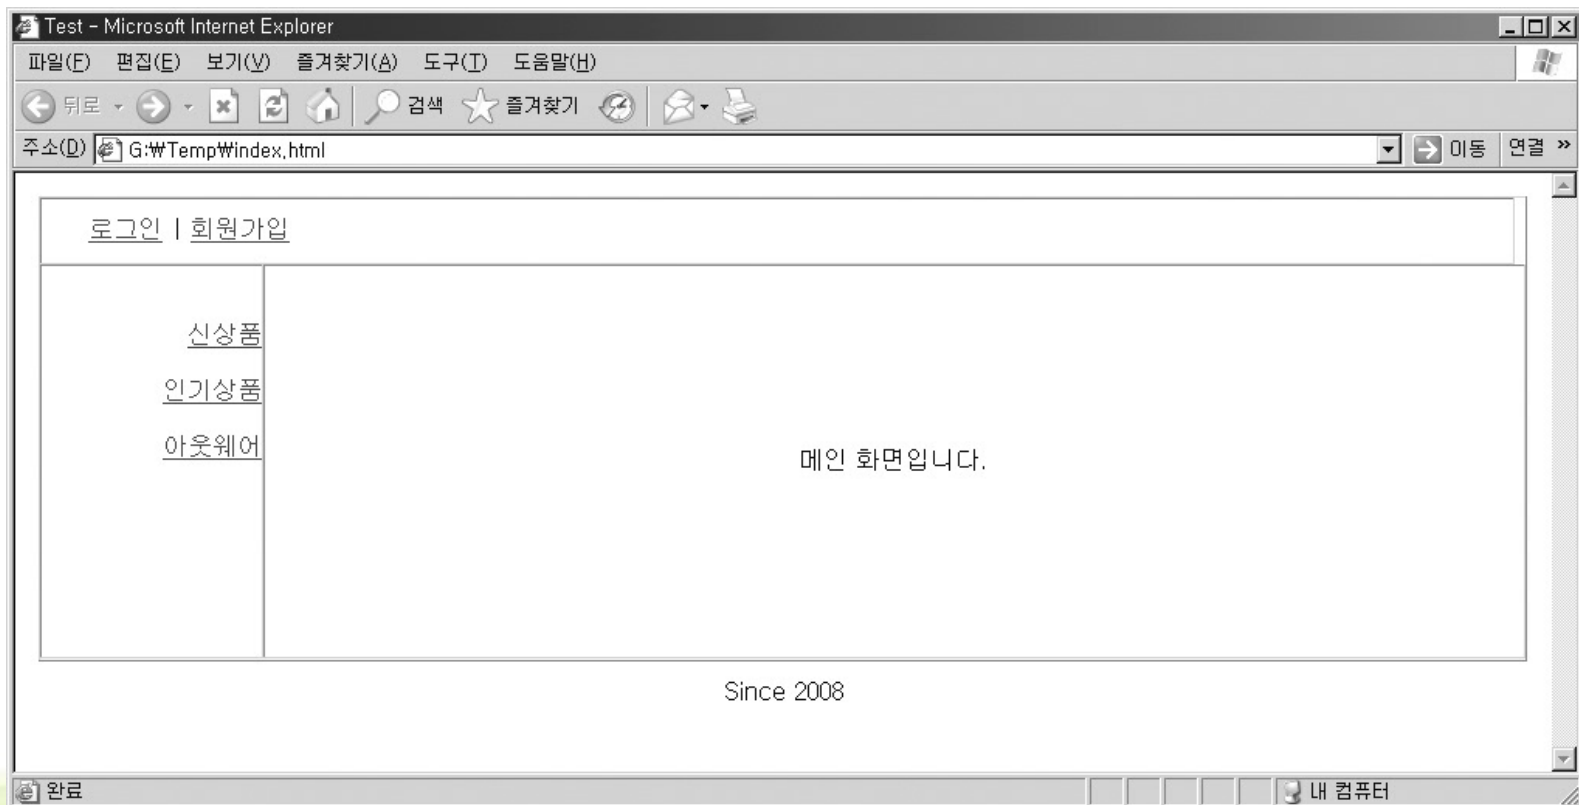 Test - Microsoft Internet Explorer
파일(F) 편집(E) 보기(V) 즐겨찾기(A) 도구(T) 도움말(H)
뒤로 검색 즐겨찾기
주소(D) G:₩Temp₩index.html 이동 연결 »
로그인 | 회원가입
신상품
인기상품
아웃웨어
메인 화면입니다.
Since 2008
완료 내 컴퓨터